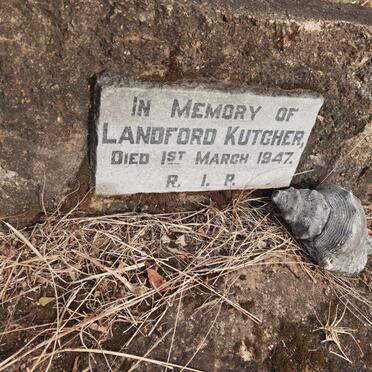 IN MEMORY OF
LANDFORD KUTCHER,
DIED 1ST MARCH 1947.
R. I. P.